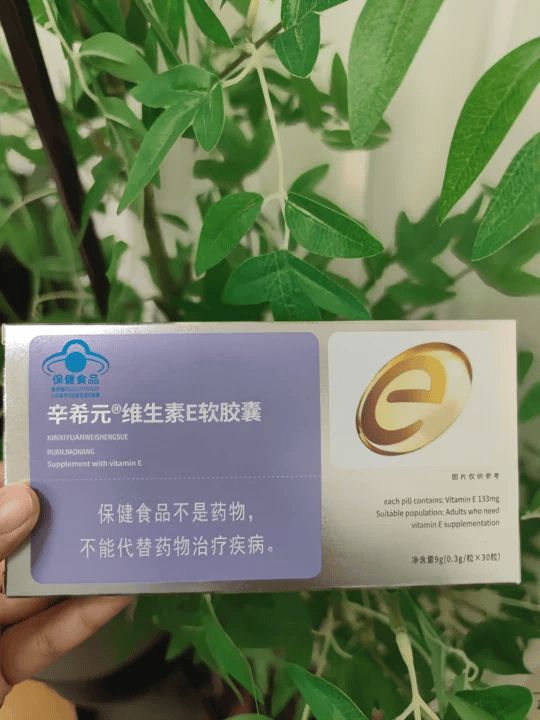 保健食品
辛希元®维生素E软胶囊
XINXIYUANWEISHENGSUE
RUANJIAONANG
Supplement with vitamin E
保健食品不是药物，
不能代替药物治疗疾病。
e
图片仅供参考
each pill contains: Vitamin E 133mg
Suitable population: Adults who need
vitamin E supplementation
净含量9g(0.3g/粒×30粒)